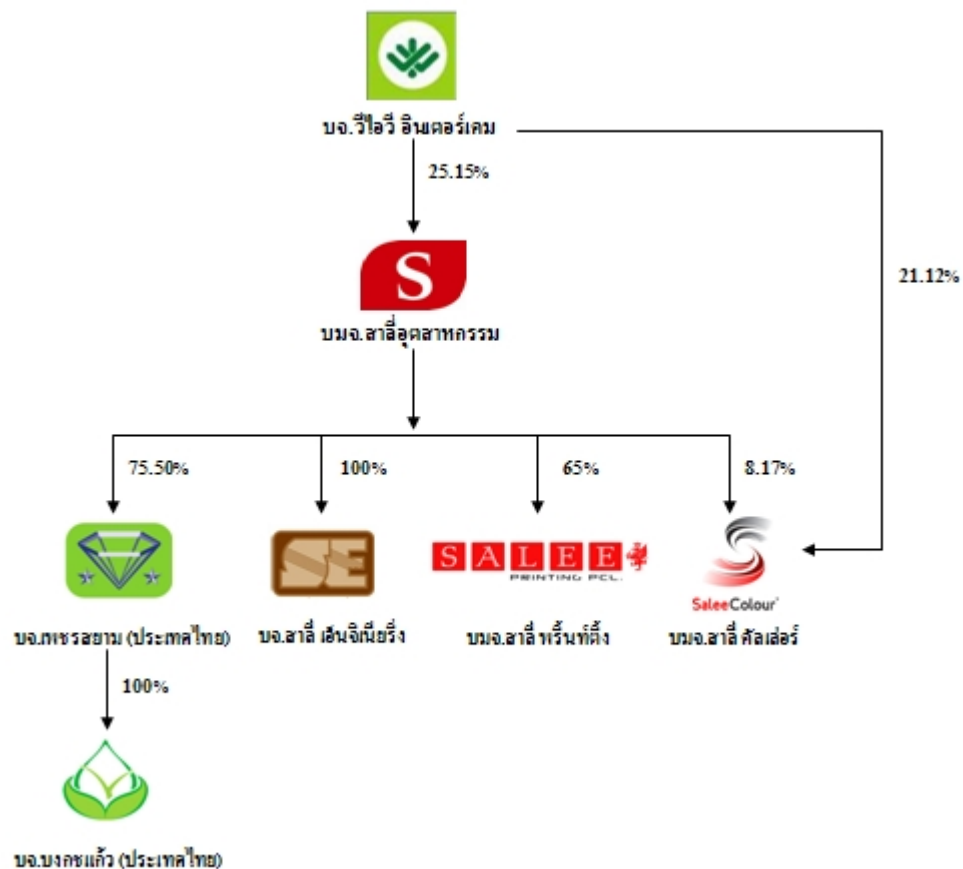 บจ.วีไอวี อินเตอร์เคม
25.15%
21.12%
S
บมจ.สาลี่อุตสาหกรรม
75.50%
100%
65%
8.17%
SE
SALEE
PRINTING PCL.
SaleeColour
บจ.เพชรสยาม (ประเทศไทย)
บจ.สาลี่ เอ็นจิเนียริ่ง
บมจ.สาลี่ พริ้นท์ติ้ง
บมจ.สาลี่ คัลเล่อร์
100%
บจ.บงกชแก้ว (ประเทศไทย)